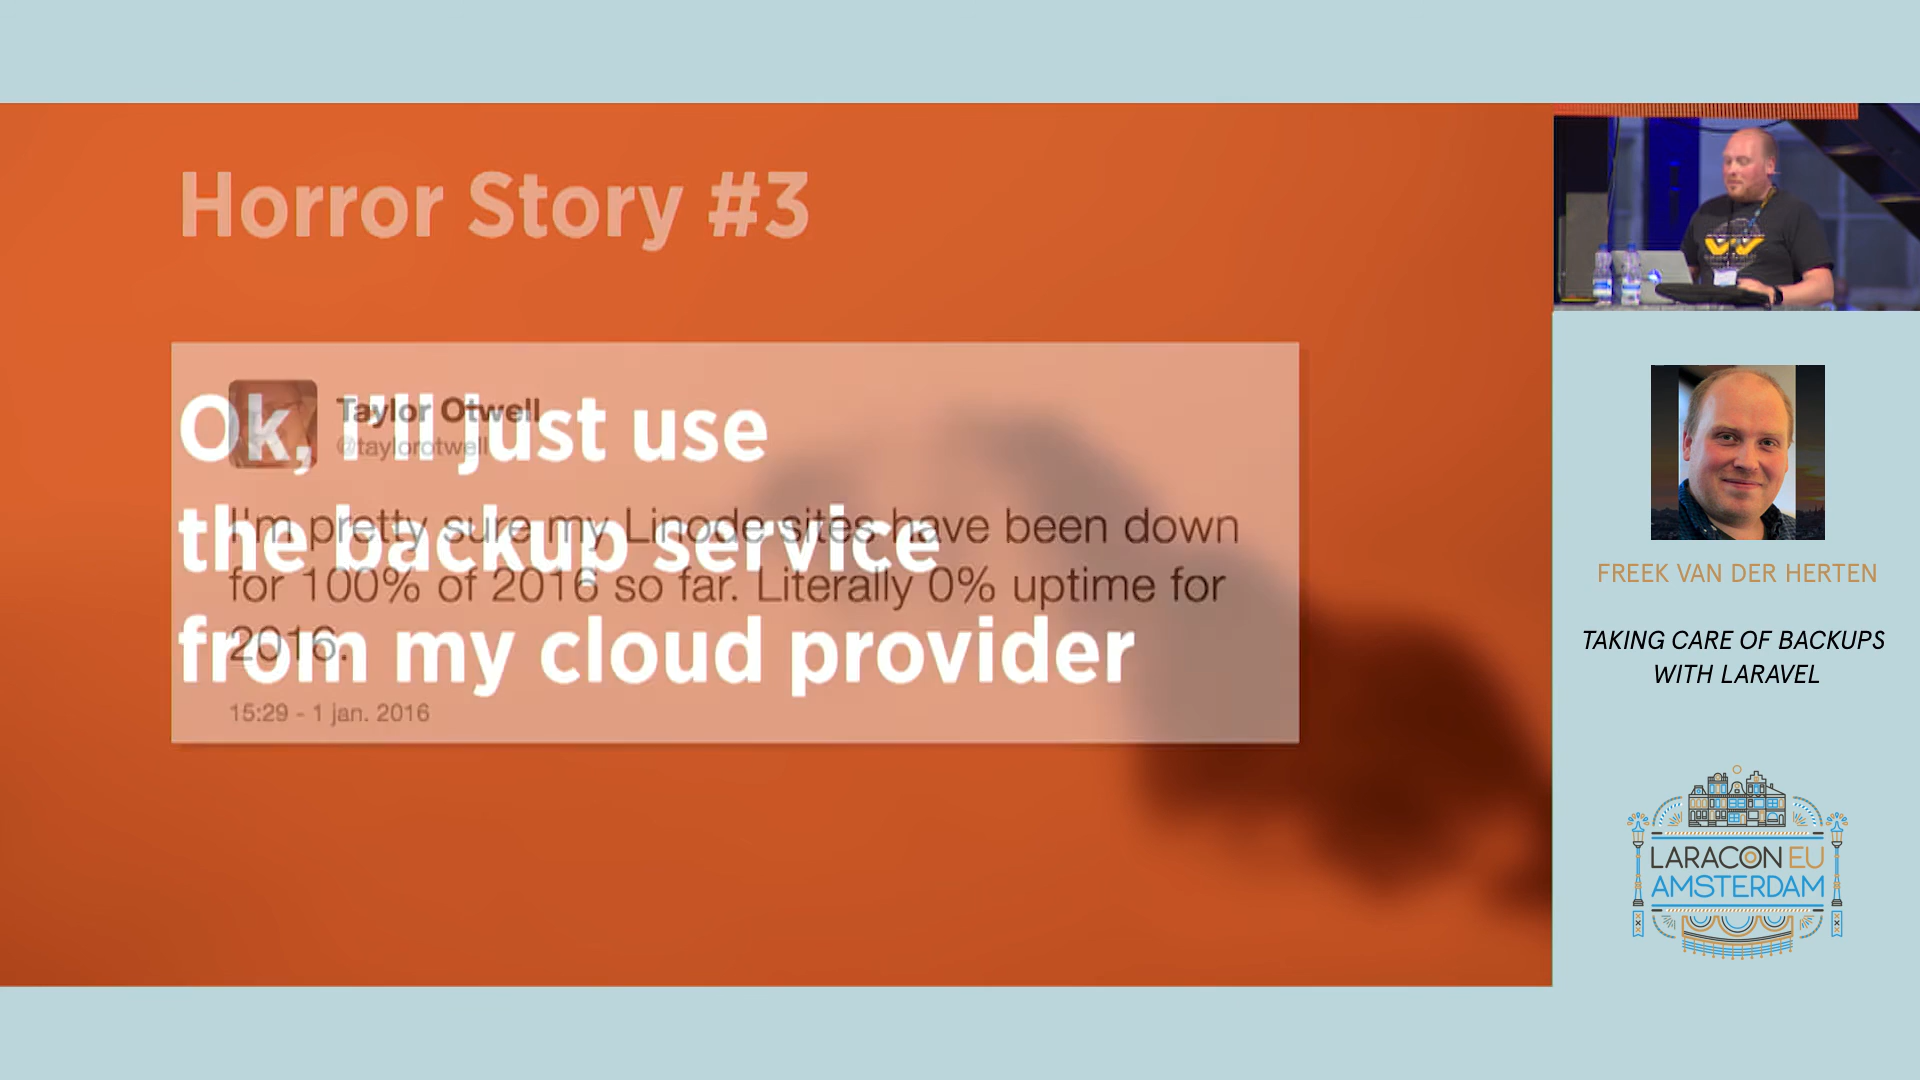 Horror Story #3
Taylor Otwell
@taylorotwell
I'm pretty sure my Linode sites have been down
for 100% of 2016 so far. Literally 0% uptime for
2016.
15:29 - 1 jan. 2016
Ok, I'll just use
the backup service
from my cloud provider
FREEK VAN DER HERTEN
TAKING CARE OF BACKUPS
WITH LARAVEL
LARACON EU
AMSTERDAM